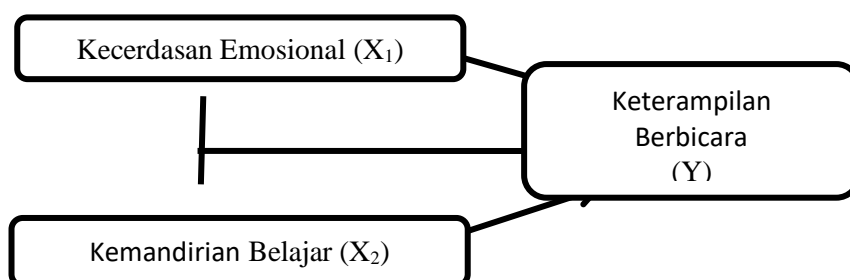 Kecerdasan Emosional (X₁)
Keterampilan
Berbicara
(Y)
Kemandirian Belajar (X₂)